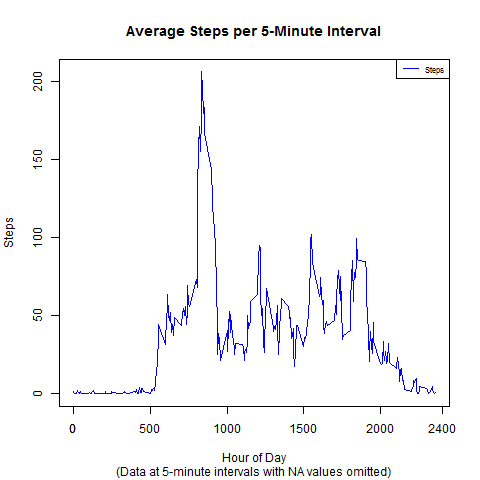 Average Steps per 5-Minute Interval
Steps
Steps
200
150
100
50
0
0 500 1000 1500 2000 2400
Hour of Day
(Data at 5-minute intervals with NA values omitted)